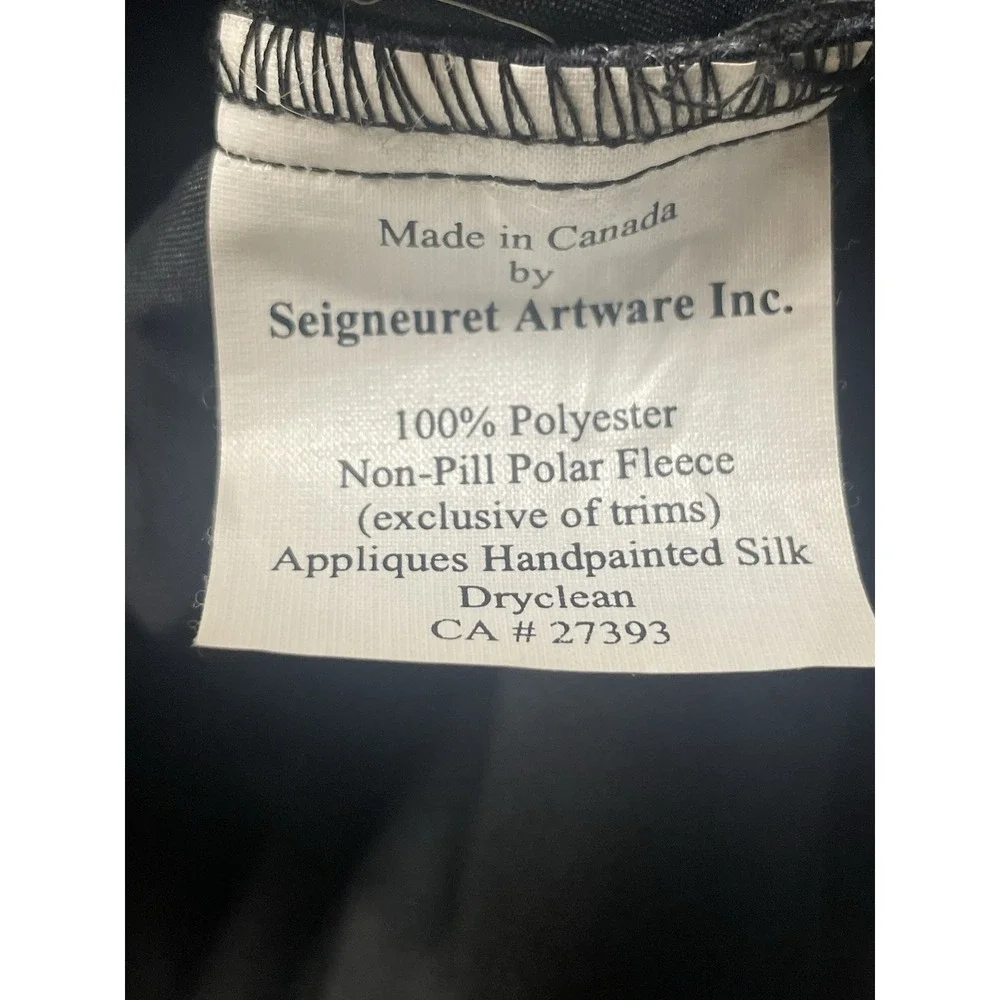 Made in Canada
by
Seigneuret Artware Inc.
100% Polyester
Non-Pill Polar Fleece
(exclusive of trims)
Appliques Handpainted Silk
Dryclean
CA # 27393